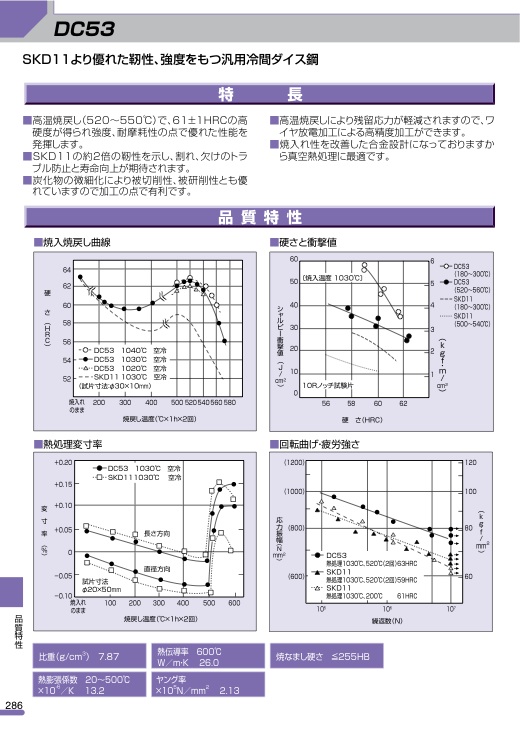 DC53
SKD11より優れた靭性、強度をもつ汎用冷間ダイス鋼
特 長
■高温焼戻し(520〜550℃)で、61±1HRCの高
硬度が得られ強度、耐摩耗性の点で優れた性能を
発揮します。
■SKD11の約2倍の靭性を示し、割れ、欠けのトラ
ブル防止と寿命向上が期待されます。
■炭化物の微細化により被切削性、被研削性とも優
れていますので加工の点で有利です。
■高温焼戻しにより残留応力が軽減されますので、ワ
イヤ放電加工による高精度加工ができます。
■焼入れ性を改善した合金設計になっておりますか
ら真空熱処理に最適です。
品質特性
■焼入焼戻し曲線
硬さ(HRC)
64
62
60
58
56
54
52
DC53 1040℃ 空冷
DC53 1030℃ 空冷
DC53 1020℃ 空冷
SKD11 1030℃ 空冷
(試片寸法:φ30×10mm)
焼入れのまま 200 300 400 500 520 540 560 580
焼戻し温度(℃×1h×2回)
■硬さと衝撃値
シャルピー衝撃値(J/cm²)
60
50
40
30
20
10
0
(焼入温度 1030℃)
10Rノッチ試験片
6
5
4
3
2
1
(kgf・m/cm²)
DC53
(180〜300℃)
DC53
(520〜560℃)
SKD11
(180〜300℃)
SKD11
(500〜540℃)
56 58 60 62
硬 さ(HRC)
■熱処理変寸率
変寸率(%)
+0.20
+0.15
+0.10
+0.05
0
−0.05
−0.10
DC53 1030℃ 空冷
SKD11 1030℃ 空冷
長さ方向
直径方向
試片寸法
φ20×50mm
焼入れのまま 100 200 300 400 500 600
焼戻し温度(℃×1h×2回)
■回転曲げ・疲労強さ
応力振幅(N/mm²)
(1200)
(1000)
(800)
(600)
120
100
80
60
(kgf/mm²)
DC53
熱処理1030℃、520℃(2回)63HRC
SKD11
熱処理1030℃、520℃(2回)59HRC
SKD11
熱処理1030℃、200℃ 61HRC
10⁵ 10⁶ 10⁷
繰返数(N)
比重(g/cm³) 7.87
熱伝導率 600℃
W/m·K 26.0
焼なまし硬さ ≦255HB
熱膨張係数 20〜500℃
×10⁻⁶/K 13.2
ヤング率
×10⁵N/mm² 2.13
品質特性
286